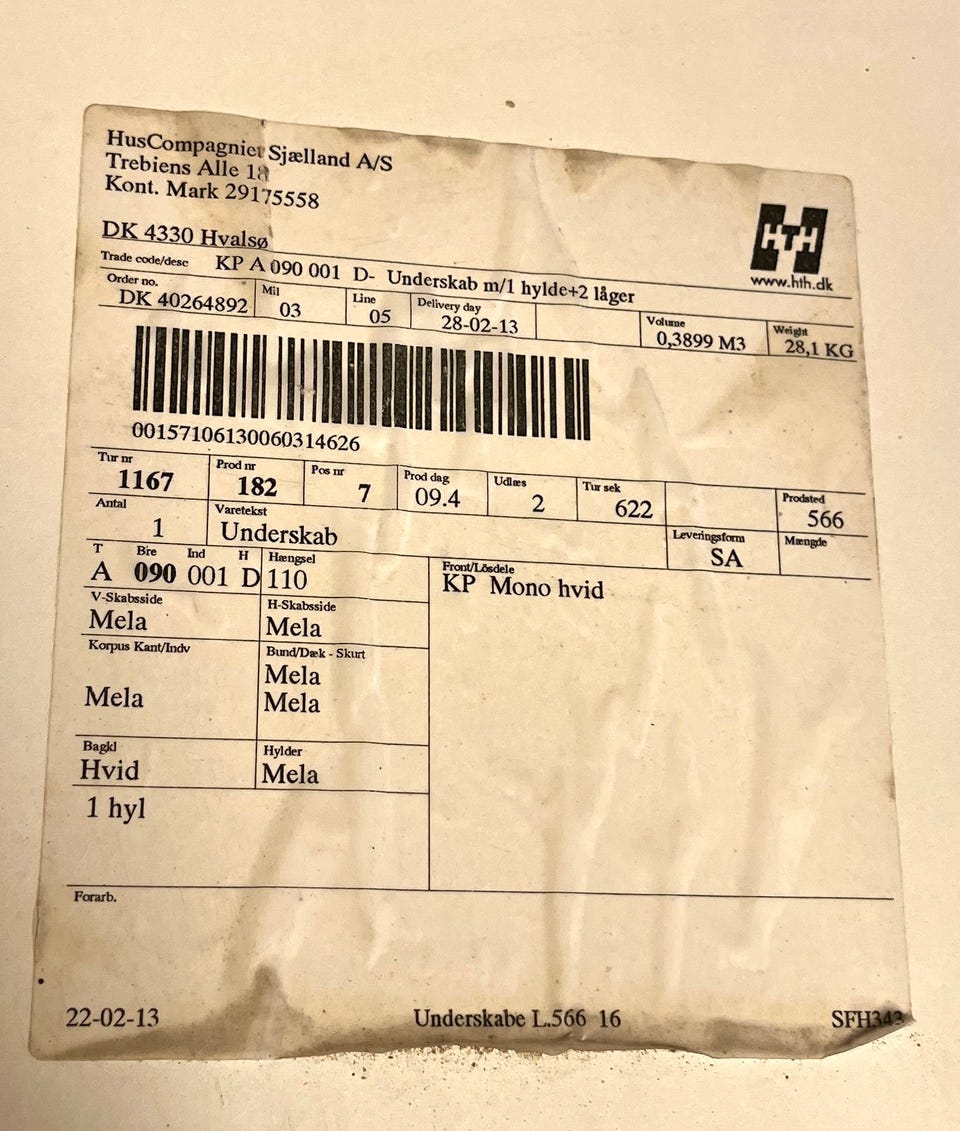 HusCompagniet Sjælland A/S
Trebiens Alle 18
Kont. Mark 29175558
DK 4330 Hvalsø
HTH
www.hth.dk
Trade code/desc KP A 090 001 D- Underskab m/1 hylde+2 låger
Order no. Mil Line Delivery day Volume Weight
DK 40264892 03 05 28-02-13 0,3899 M3 28,1 KG
00157106130060314626
Tur nr Prod nr Pos nr Prod dag Udlæs Tur sek Prodsted
1167 182 7 09.4 2 622 566
Antal Varetekst Leveringsform Mængde
1 Underskab SA
T Bre Ind H Hængsel Front/Lösdele
A 090 001 D 110 KP Mono hvid
V-Skabsside H-Skabsside
Mela Mela
Korpus Kant/Indv Bund/Dæk - Skurt
Mela
Mela Mela
Bagkl Hylder
Hvid Mela
1 hyl
Forarb.
22-02-13 Underskabe L.566 16 SFH343